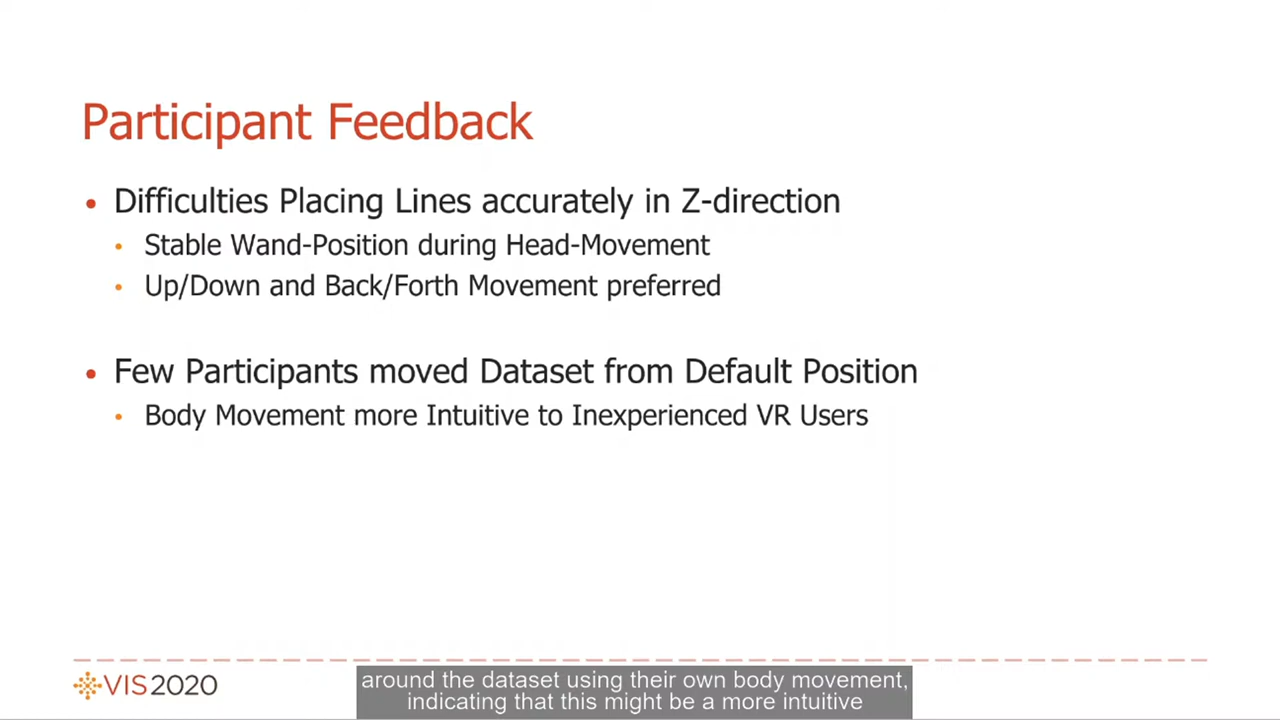 Participant Feedback
• Difficulties Placing Lines accurately in Z-direction
• Stable Wand-Position during Head-Movement
• Up/Down and Back/Forth Movement preferred
• Few Participants moved Dataset from Default Position
• Body Movement more Intuitive to Inexperienced VR Users
VIS2020
around the dataset using their own body movement,
indicating that this might be a more intuitive